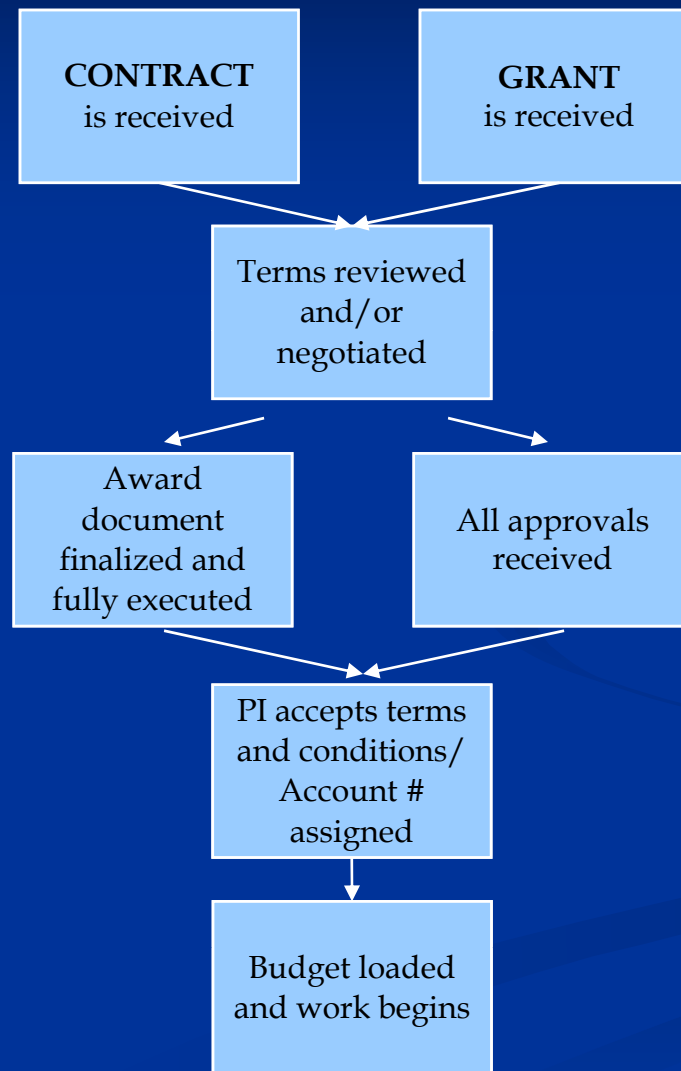 CONTRACT
is received
GRANT
is received
Terms reviewed
and/or
negotiated
Award
document
finalized and
fully executed
All approvals
received
PI accepts terms
and conditions/
Account #
assigned
Budget loaded
and work begins